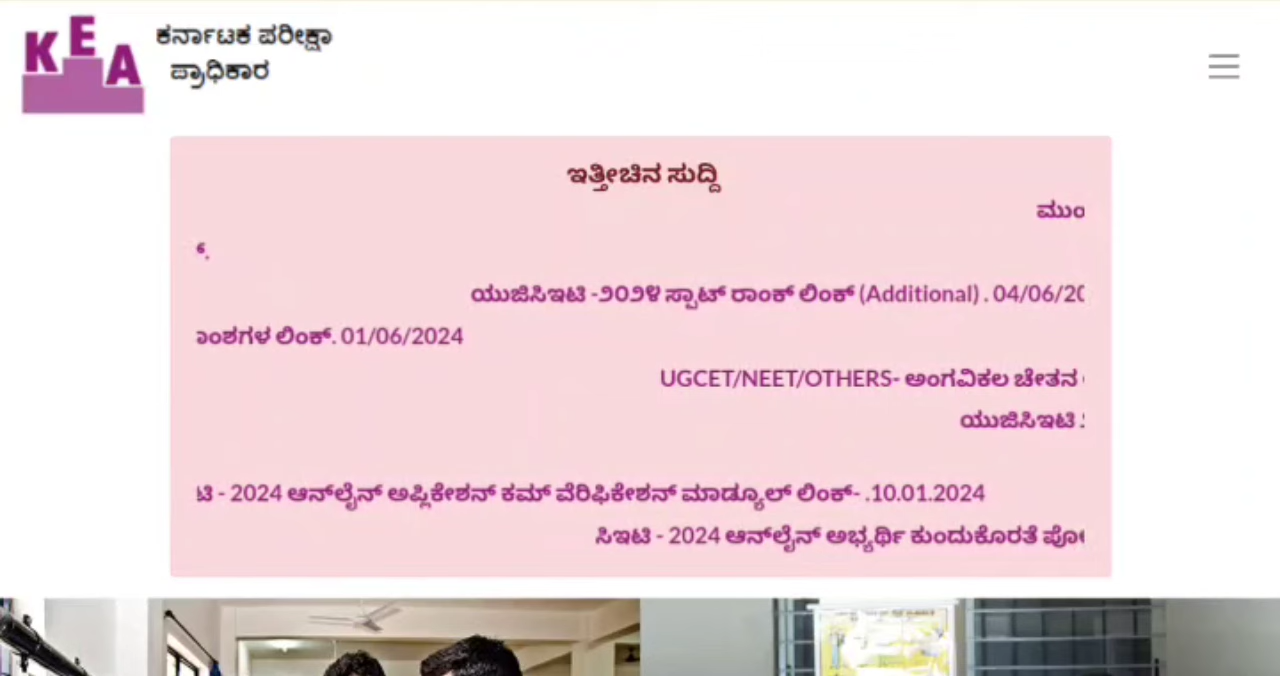 KEA
ಕರ್ನಾಟಕ ಪರೀಕ್ಷಾ
ಪ್ರಾಧಿಕಾರ
ಇತ್ತೀಚಿನ ಸುದ್ದಿ
ಮುಂ
ಯುಜಿಸಿಇಟಿ -೨೦೨೪ ಸ್ಪಾಟ್ ರಾಂಕ್ ಲಿಂಕ್ (Additional) . 04/06/20
ಾಂಶಗಳ ಲಿಂಕ್. 01/06/2024
UGCET/NEET/OTHERS- ಅಂಗವಿಕಲ ಚೇತನ
ಯುಜಿಸಿಇಟಿ
ಟಿ - 2024 ಆನ್‌ಲೈನ್ ಅಪ್ಲಿಕೇಶನ್ ಕಮ್ ವೆರಿಫಿಕೇಶನ್ ಮಾಡ್ಯೂಲ್ ಲಿಂಕ್- .10.01.2024
ಸಿಇಟಿ - 2024 ಆನ್‌ಲೈನ್ ಅಭ್ಯರ್ಥಿ ಕುಂದುಕೊರತೆ ಪೋ